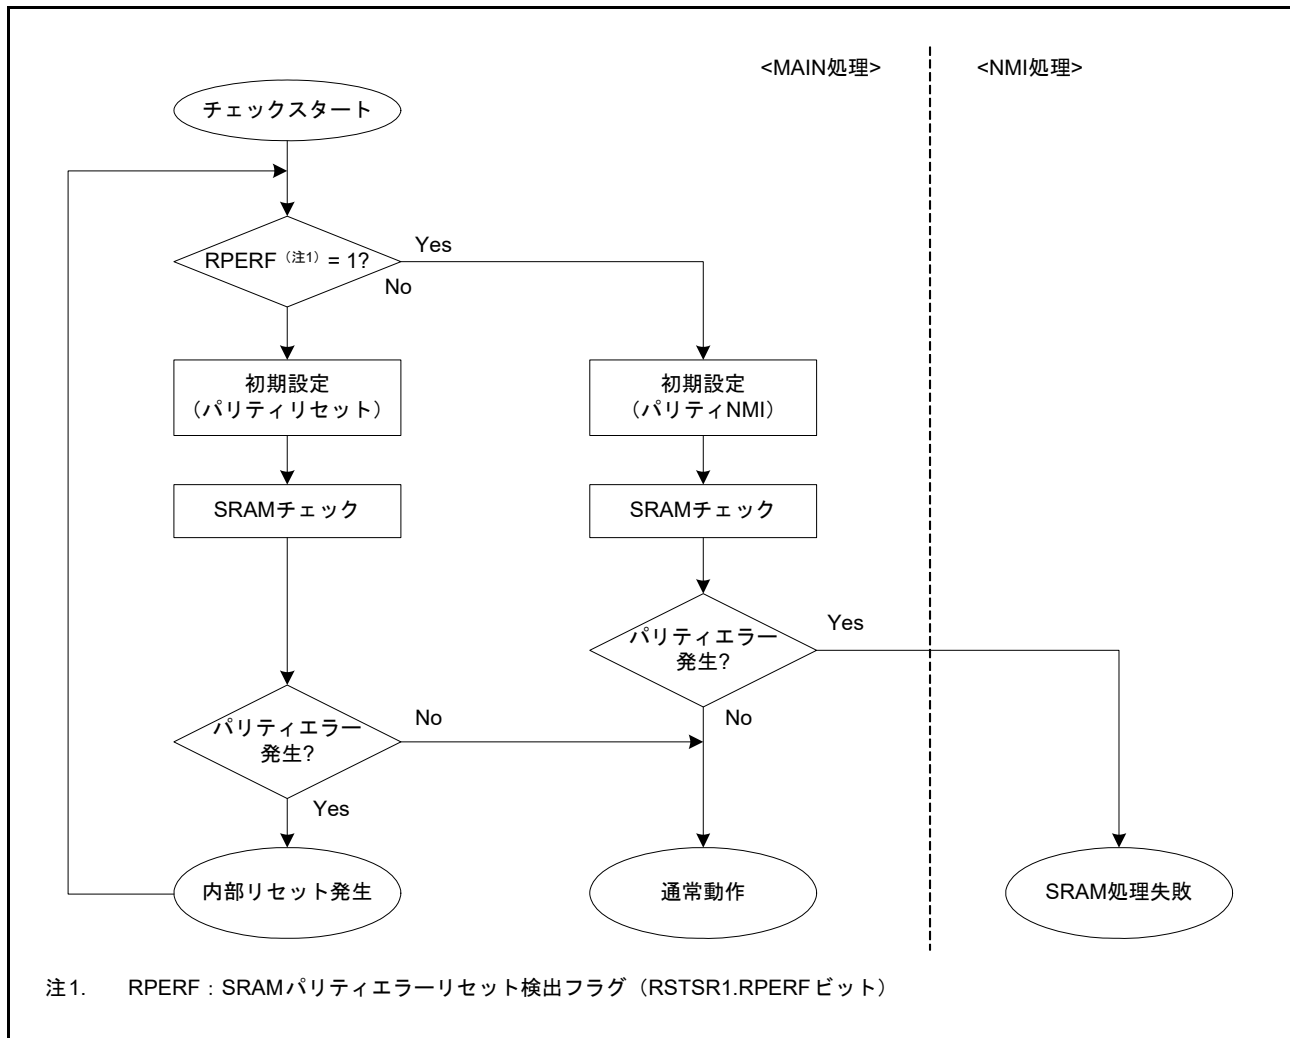 <MAIN処理>
<NMI処理>
チェックスタート
RPERF（注1）= 1?
Yes
No
初期設定
（パリティリセット）
初期設定
（パリティNMI）
SRAMチェック
SRAMチェック
パリティエラー
発生?
Yes
No
パリティエラー
発生?
No
Yes
内部リセット発生
通常動作
SRAM処理失敗
注1. RPERF：SRAMパリティエラーリセット検出フラグ（RSTSR1.RPERFビット）